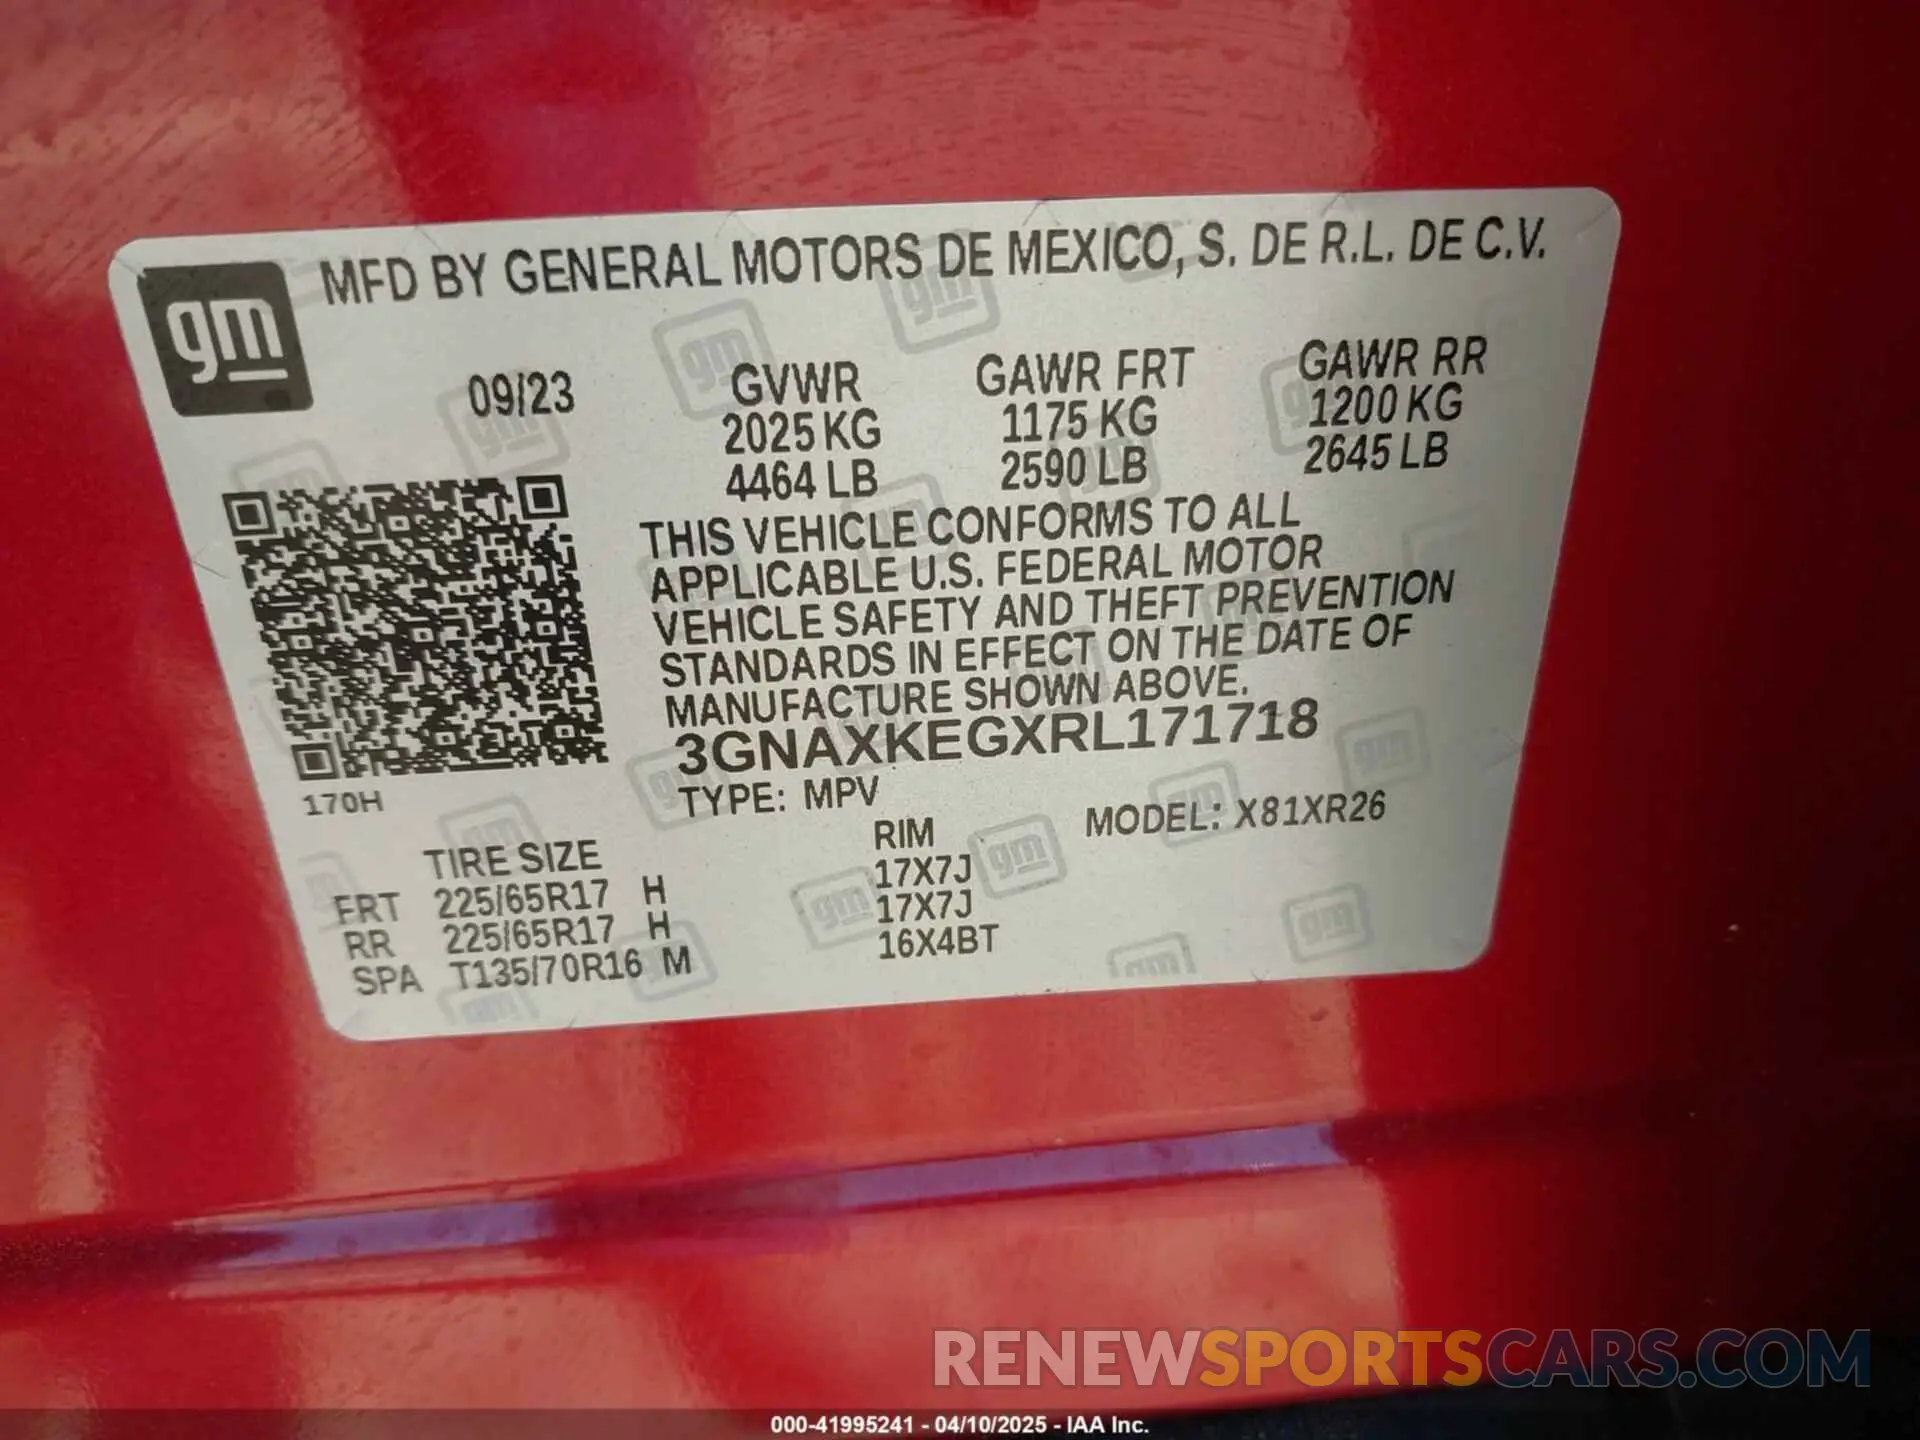 gm
MFD BY GENERAL MOTORS DE MEXICO, S. DE R.L. DE C.V.
09/23
GVWR
2025 KG
4464 LB
GAWR FRT
1175 KG
2590 LB
GAWR RR
1200 KG
2645 LB
THIS VEHICLE CONFORMS TO ALL
APPLICABLE U.S. FEDERAL MOTOR
VEHICLE SAFETY AND THEFT PREVENTION
STANDARDS IN EFFECT ON THE DATE OF
MANUFACTURE SHOWN ABOVE.
3GNAXKEGXRL171718
170H
TYPE: MPV
MODEL: X81XR26
TIRE SIZE RIM
FRT 225/65R17 H 17X7J
RR 225/65R17 H 17X7J
SPA T135/70R16 M 16X4BT
RENEWSPORTSCARS.COM
000-41995241 - 04/10/2025 - IAA Inc.